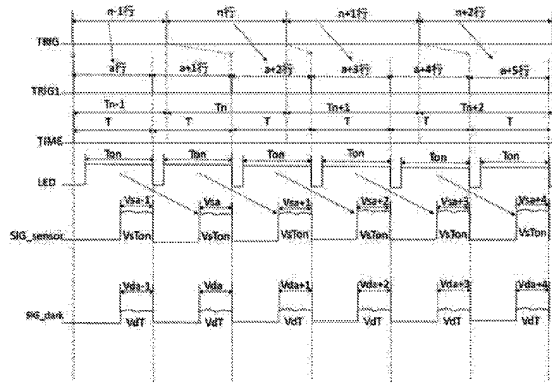 n-1行 n行 n+1行 n+2行
TRIG
a行 a+1行 a+2行 a+3行 a+4行 a+5行
TRIG1
Tn-1 Tn Tn+1 Tn+2
T T T T T T
TIME
Ton Ton Ton Ton Ton Ton
LED
Vsa-1 Vsa Vsa+1 Vsa+2 Vsa+3 Vsa+4
SIG_sensor VsTon VsTon VsTon VsTon VsTon VsTon
Vda-1 Vda Vda+1 Vda+2 Vda+3 Vda+4
SIG_dark VdT VdT VdT VdT VdT VdT